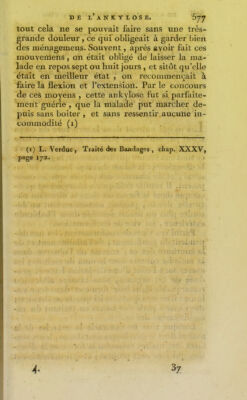 DE L'ANKYLOSE. 577
tout cela ne se pouvait faire sans une très-
grande douleur, ce qui obligeait à garder bien
des ménagemens. Souvent, après avoir fait ces
mouvemens, on était obligé de laisser la ma-
lade en repos sept ou huit jours, et sitôt qu'elle
était en meilleur état, on recommençait à
faire la flexion et l'extension. Par le concours
de ces moyens, cette ankylose fut si parfaite-
ment guérie, que la malade put marcher de-
puis sans boiter, et sans ressentir aucune in-
commodité (1)
(1) L. Verduc, Traité des Bandages, chap. XXXV,
page 172.
4. 37